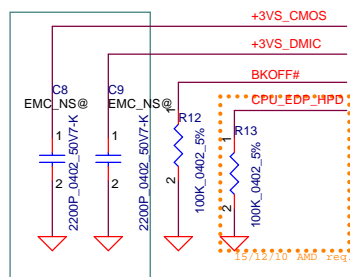 +3VS_CMOS
+3VS_DMIC
BKOFF#
CPU_EDP_HPD
C8
EMC_NS@
1
2
2200P_0402_50V7-K
C9
EMC_NS@
1
2
2200P_0402_50V7-K
R12
1
2
100K_0402_5%
R13
1
2
100K_0402_5%
15/12/10 AMD req.